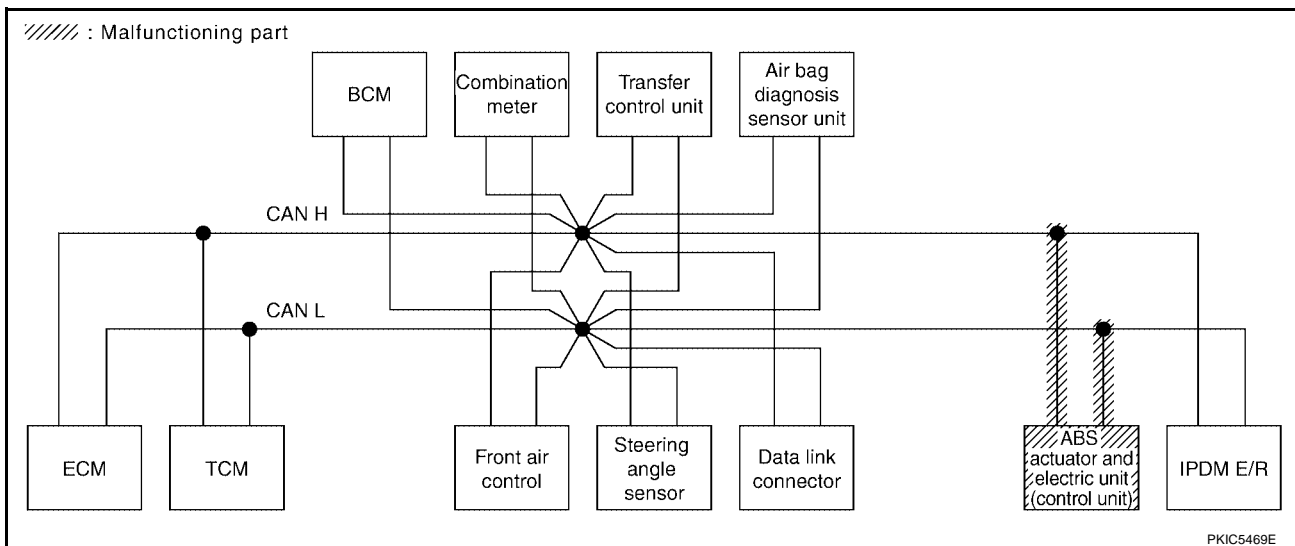 : Malfunctioning part
BCM
Combination
meter
Transfer
control unit
Air bag
diagnosis
sensor unit
CAN H
CAN L
ECM
TCM
Front air
control
Steering
angle
sensor
Data link
connector
ABS
actuator and
electric unit
(control unit)
IPDM E/R
PKIC5469E